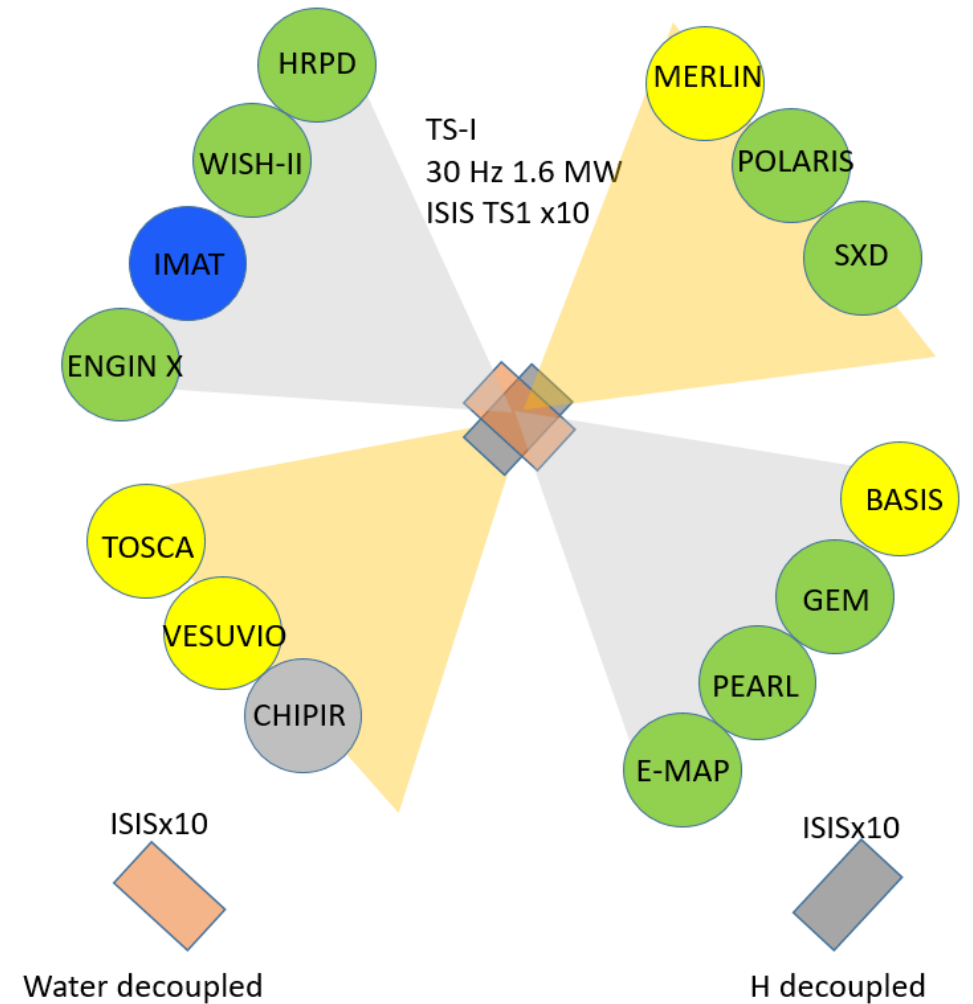 HRPD
WISH-II
IMAT
ENGIN X
TS-I
30 Hz 1.6 MW
ISIS TS1 x10
MERLIN
POLARIS
SXD
TOSCA
VESUVIO
CHIPIR
BASIS
GEM
PEARL
E-MAP
ISISx10
Water decoupled
ISISx10
H decoupled